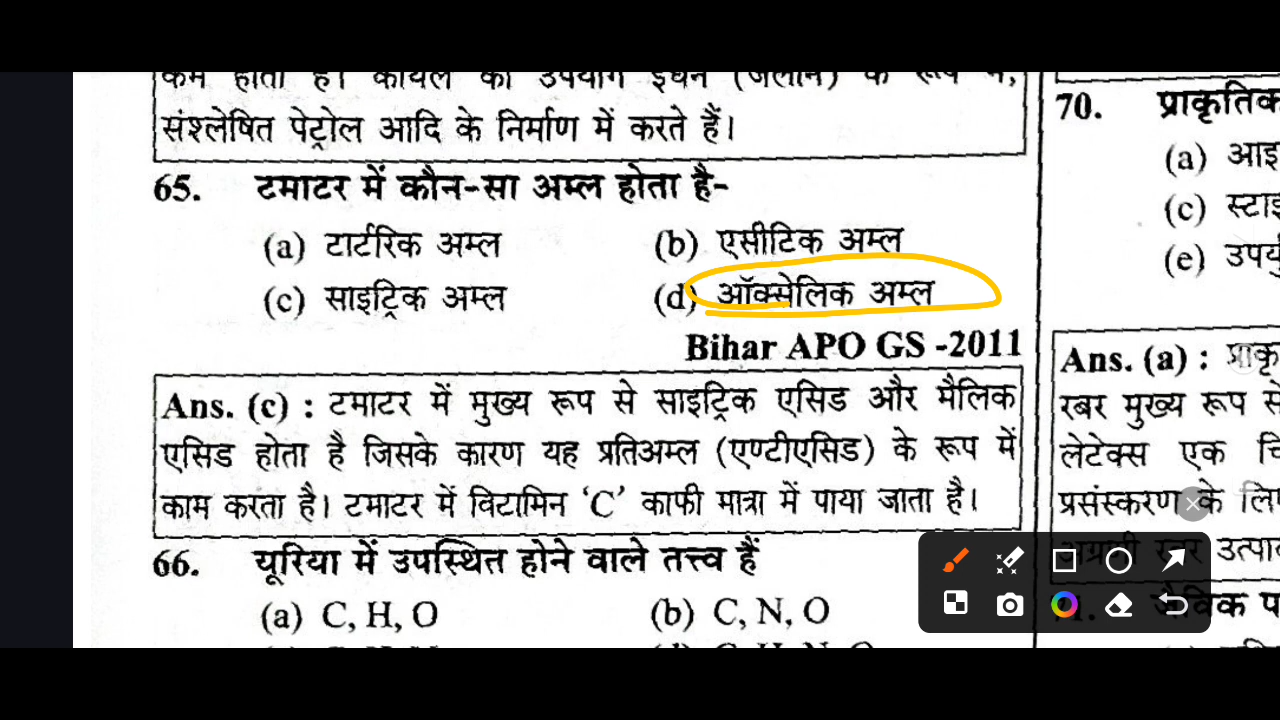 संश्लेषित पेट्रोल आदि के निर्माण में करते हैं।
65. टमाटर में कौन-सा अम्ल होता है-
(a) टार्टरिक अम्ल (b) एसीटिक अम्ल
(c) साइट्रिक अम्ल (d) ऑक्सेलिक अम्ल
Bihar APO GS -2011
Ans. (c) : टमाटर में मुख्य रूप से साइट्रिक एसिड और मैलिक
एसिड होता है जिसके कारण यह प्रतिअम्ल (एण्टीएसिड) के रूप में
काम करता है। टमाटर में विटामिन ‘C’ काफी मात्रा में पाया जाता है।
66. यूरिया में उपस्थित होने वाले तत्त्व हैं
(a) C, H, O (b) C, N, O
70. प्राकृतिक
(a)
(c)
(e)
Ans. (a) :
रबर मुख्य रूप से
लेटेक्स एक
प्रसंस्करण के